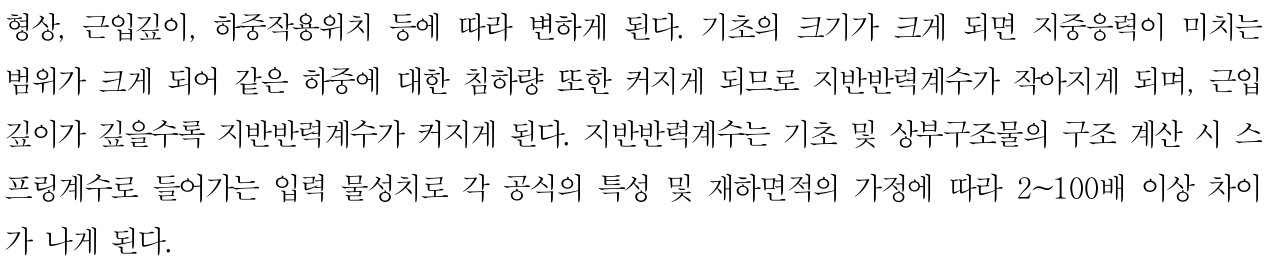 형상, 근입깊이, 하중작용위치 등에 따라 변하게 된다. 기초의 크기가 크게 되면 지중응력이 미치는
범위가 크게 되어 같은 하중에 대한 침하량 또한 커지게 되므로 지반반력계수가 작아지게 되며, 근입
깊이가 깊을수록 지반반력계수가 커지게 된다. 지반반력계수는 기초 및 상부구조물의 구조 계산 시 스
프링계수로 들어가는 입력 물성치로 각 공식의 특성 및 재하면적의 가정에 따라 2~100배 이상 차이
가 나게 된다.